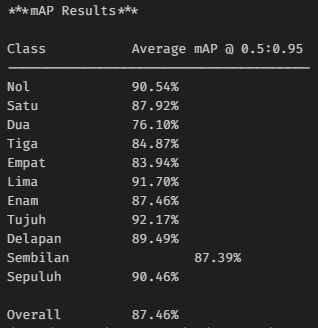 ***mAP Results***
Class Average mAP @ 0.5:0.95
Nol 90.54%
Satu 87.92%
Dua 76.10%
Tiga 84.87%
Empat 83.94%
Lima 91.70%
Enam 87.46%
Tujuh 92.17%
Delapan 89.49%
Sembilan 87.39%
Sepuluh 90.46%
Overall 87.46%